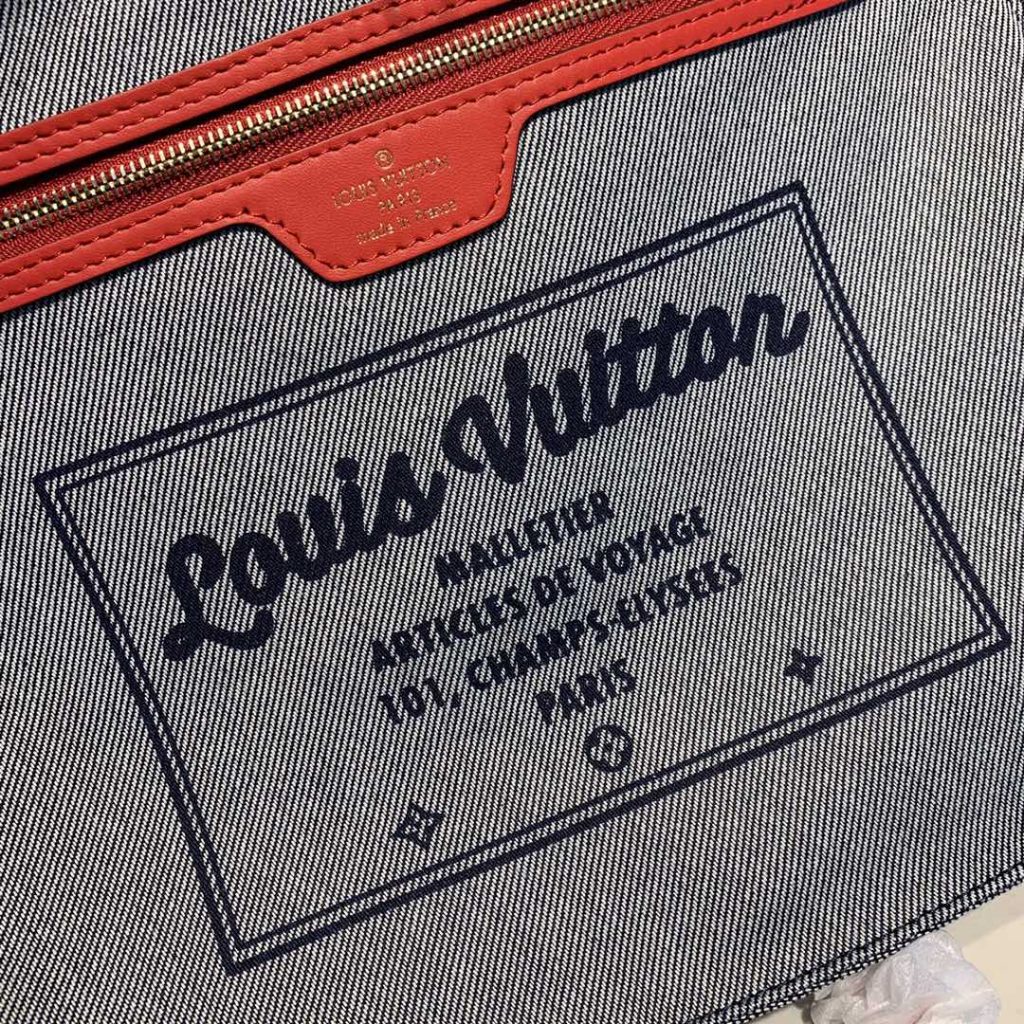 ®
LOUIS VUITTON
PARIS
made in France
Louis Vuitton
MALLETIER
ARTICLES DE VOYAGE
101, CHAMPS-ELYSEES
PARIS